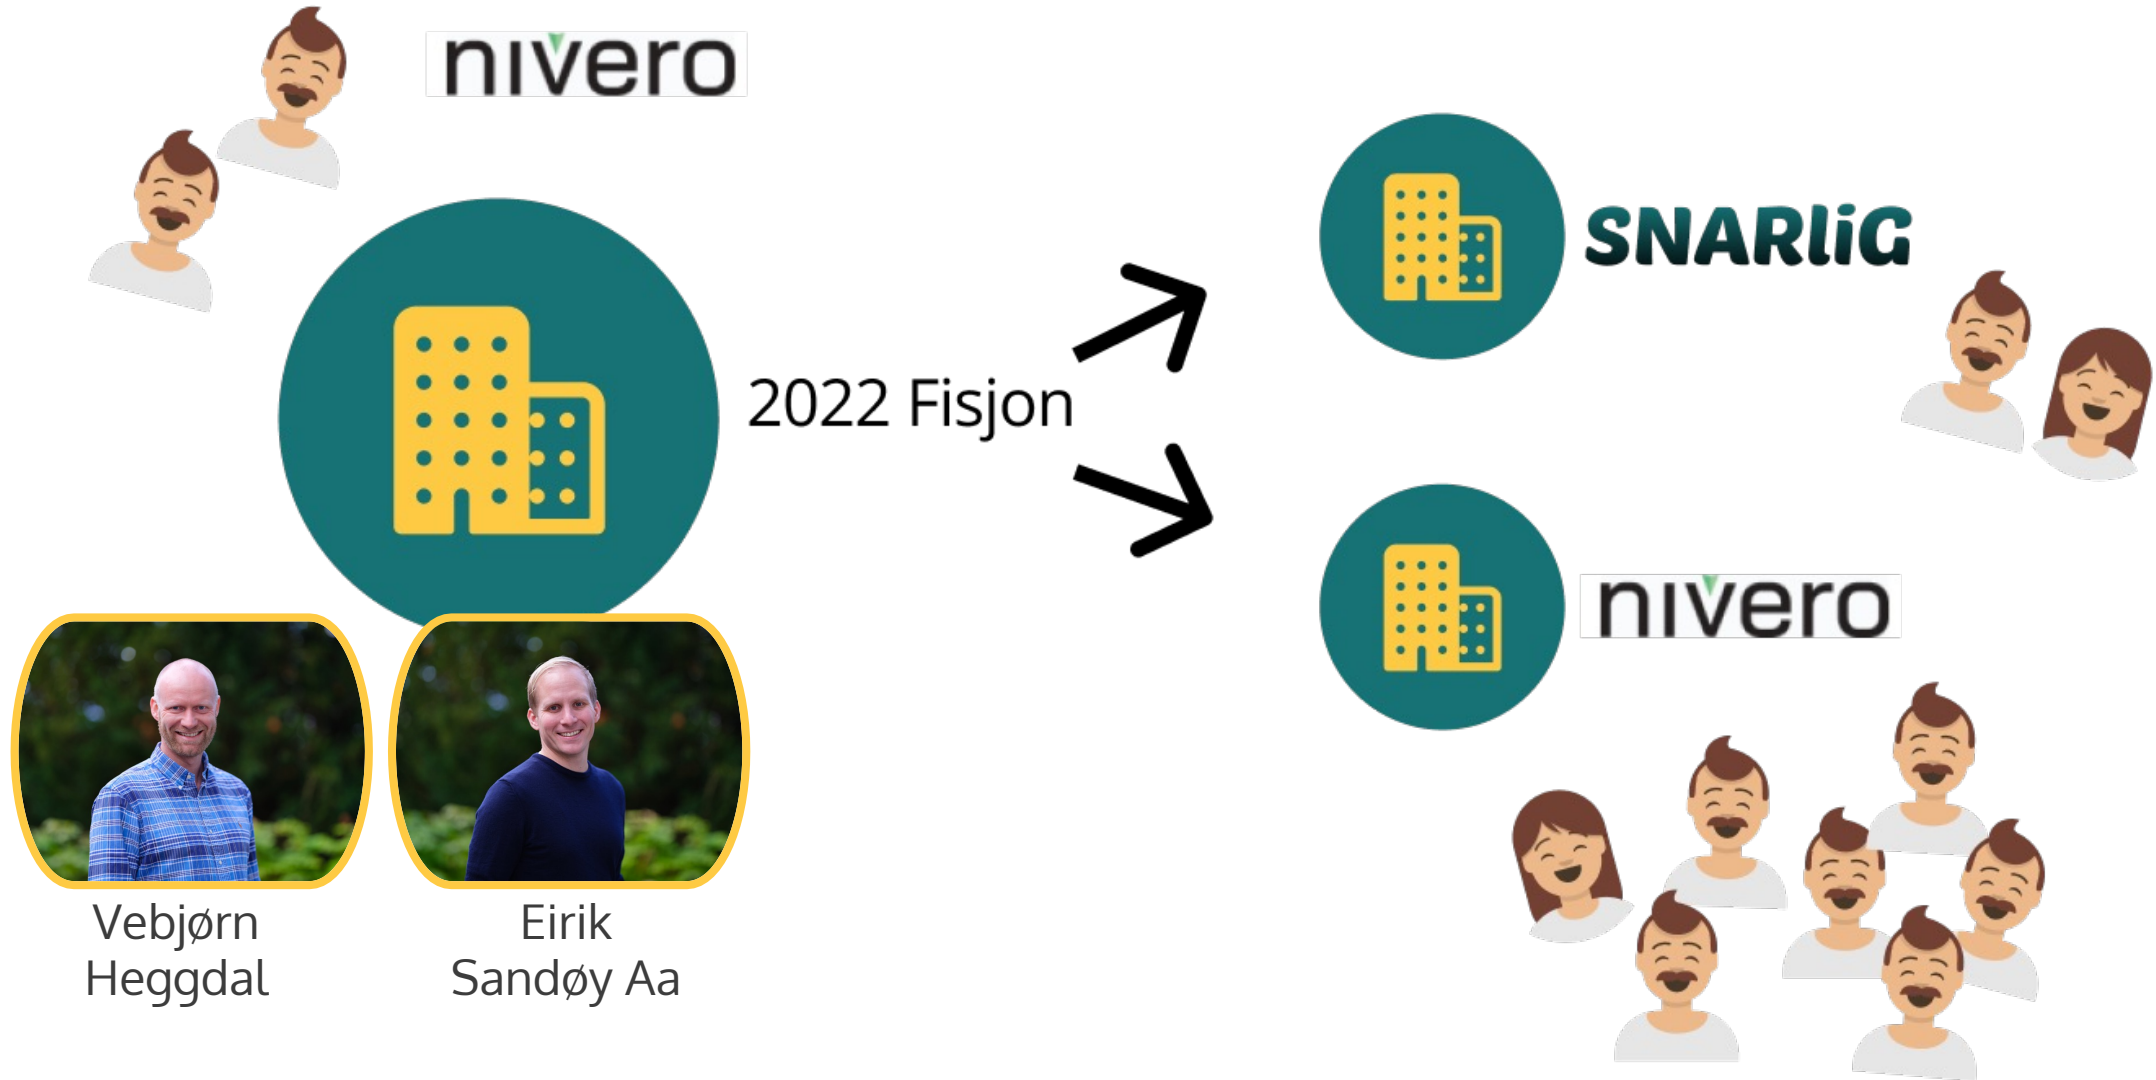 nivero
2022 Fisjon
SNARliG
nivero
Vebjørn
Heggdal
Eirik
Sandøy Aa